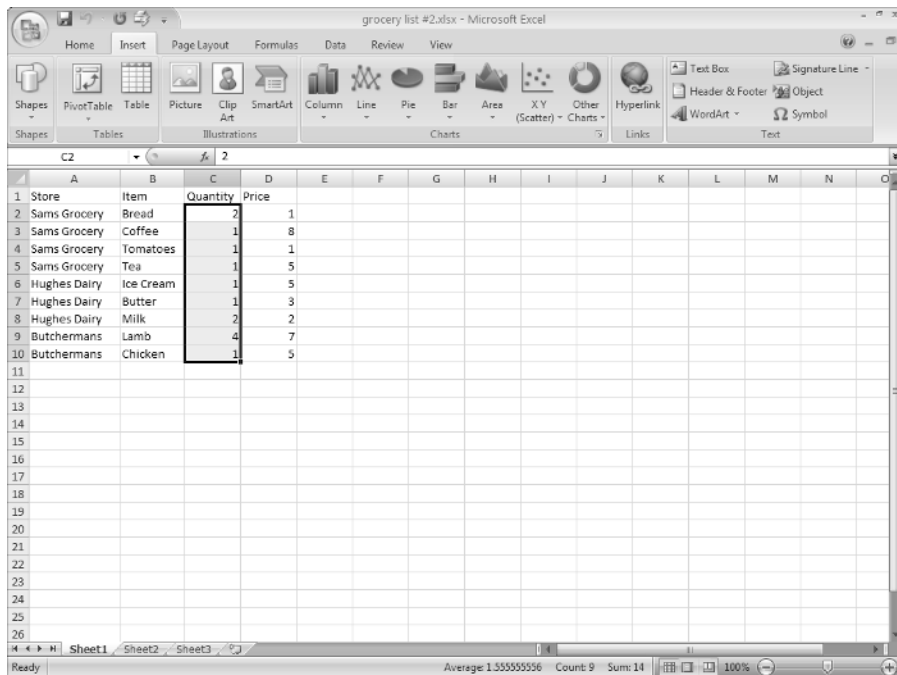 grocery list #2.xlsx - Microsoft Excel
Home Insert Page Layout Formulas Data Review View
Shapes PivotTable Table Picture Clip Art SmartArt Column Line Pie Bar Area X Y (Scatter) Other Charts Hyperlink Text Box Header & Footer WordArt Signature Line Object Ω Symbol
Shapes Tables Illustrations Charts Links Text
C2 fx 2
A B C D E F G H I J K L M N O
1 Store Item Quantity Price
2 Sams Grocery Bread 2 1
3 Sams Grocery Coffee 1 8
4 Sams Grocery Tomatoes 1 1
5 Sams Grocery Tea 1 5
6 Hughes Dairy Ice Cream 1 5
7 Hughes Dairy Butter 1 3
8 Hughes Dairy Milk 2 2
9 Butchermans Lamb 4 7
10 Butchermans Chicken 1 5
11
12
13
14
15
16
17
18
19
20
21
22
23
24
25
26
Sheet1 Sheet2 Sheet3
Ready Average: 1.555555556 Count: 9 Sum: 14 100%